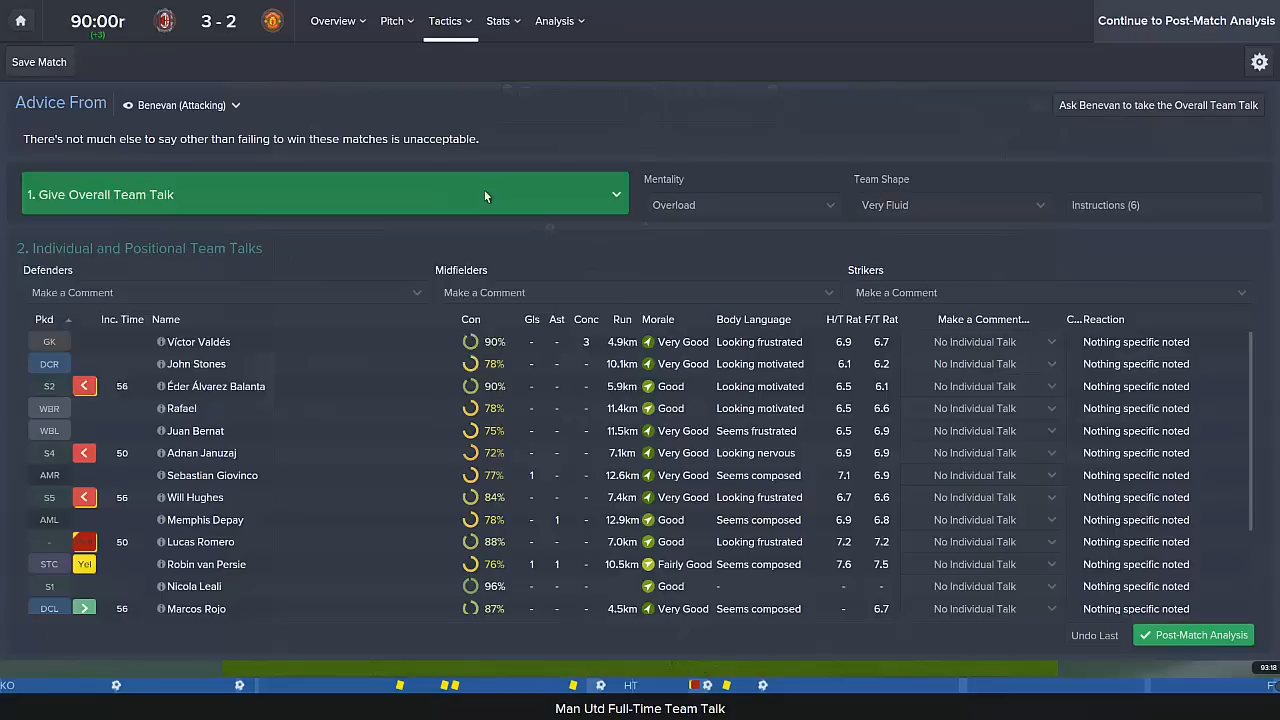 90:00r 3 - 2 Overview Pitch Tactics Stats Analysis Continue to Post-Match Analysis
(+3)
Save Match
Advice From Benevan (Attacking) Ask Benevan to take the Overall Team Talk
There's not much else to say other than failing to win these matches is unacceptable.
1. Give Overall Team Talk
Mentality Team Shape
Overload Very Fluid Instructions (6)
2. Individual and Positional Team Talks
Defenders Midfielders Strikers
Make a Comment Make a Comment Make a Comment
Pkd Inc. Time Name Con Gls Ast Conc Run Morale Body Language H/T Rat F/T Rat Make a Comment... C... Reaction
GK Víctor Valdés 90% - - 3 4.9km Very Good Looking frustrated 6.9 6.7 No Individual Talk Nothing specific noted
DCR John Stones 78% - - - 10.1km Very Good Looking motivated 6.1 6.2 No Individual Talk Nothing specific noted
S2 56 Éder Álvarez Balanta 90% - - - 5.9km Good Looking motivated 6.5 6.1 No Individual Talk Nothing specific noted
WBR Rafael 78% - - - 11.4km Good Looking motivated 6.5 6.6 No Individual Talk Nothing specific noted
WBL Juan Bernat 75% - - - 11.5km Very Good Seems frustrated 6.5 6.9 No Individual Talk Nothing specific noted
S4 50 Adnan Januzaj 72% - - - 7.1km Very Good Looking nervous 6.9 6.9 No Individual Talk Nothing specific noted
AMR Sebastian Giovinco 77% 1 - - 12.6km Very Good Seems composed 7.1 6.9 No Individual Talk Nothing specific noted
S5 56 Will Hughes 84% - - - 7.4km Very Good Looking frustrated 6.7 6.6 No Individual Talk Nothing specific noted
AML Memphis Depay 78% - 1 - 12.9km Good Seems composed 6.9 6.8 No Individual Talk Nothing specific noted
- 50 Lucas Romero 88% - - - 7.0km Good Looking frustrated 7.2 7.2 No Individual Talk Nothing specific noted
STC Yel Robin van Persie 76% 1 1 - 10.5km Fairly Good Seems composed 7.6 7.5 No Individual Talk Nothing specific noted
S1 Nicola Leali 96% Good - - - No Individual Talk Nothing specific noted
DCL 56 Marcos Rojo 87% - - - 4.5km Very Good Seems composed - 6.7 No Individual Talk Nothing specific noted
Undo Last Post-Match Analysis
93:18
KO HT F
Man Utd Full-Time Team Talk